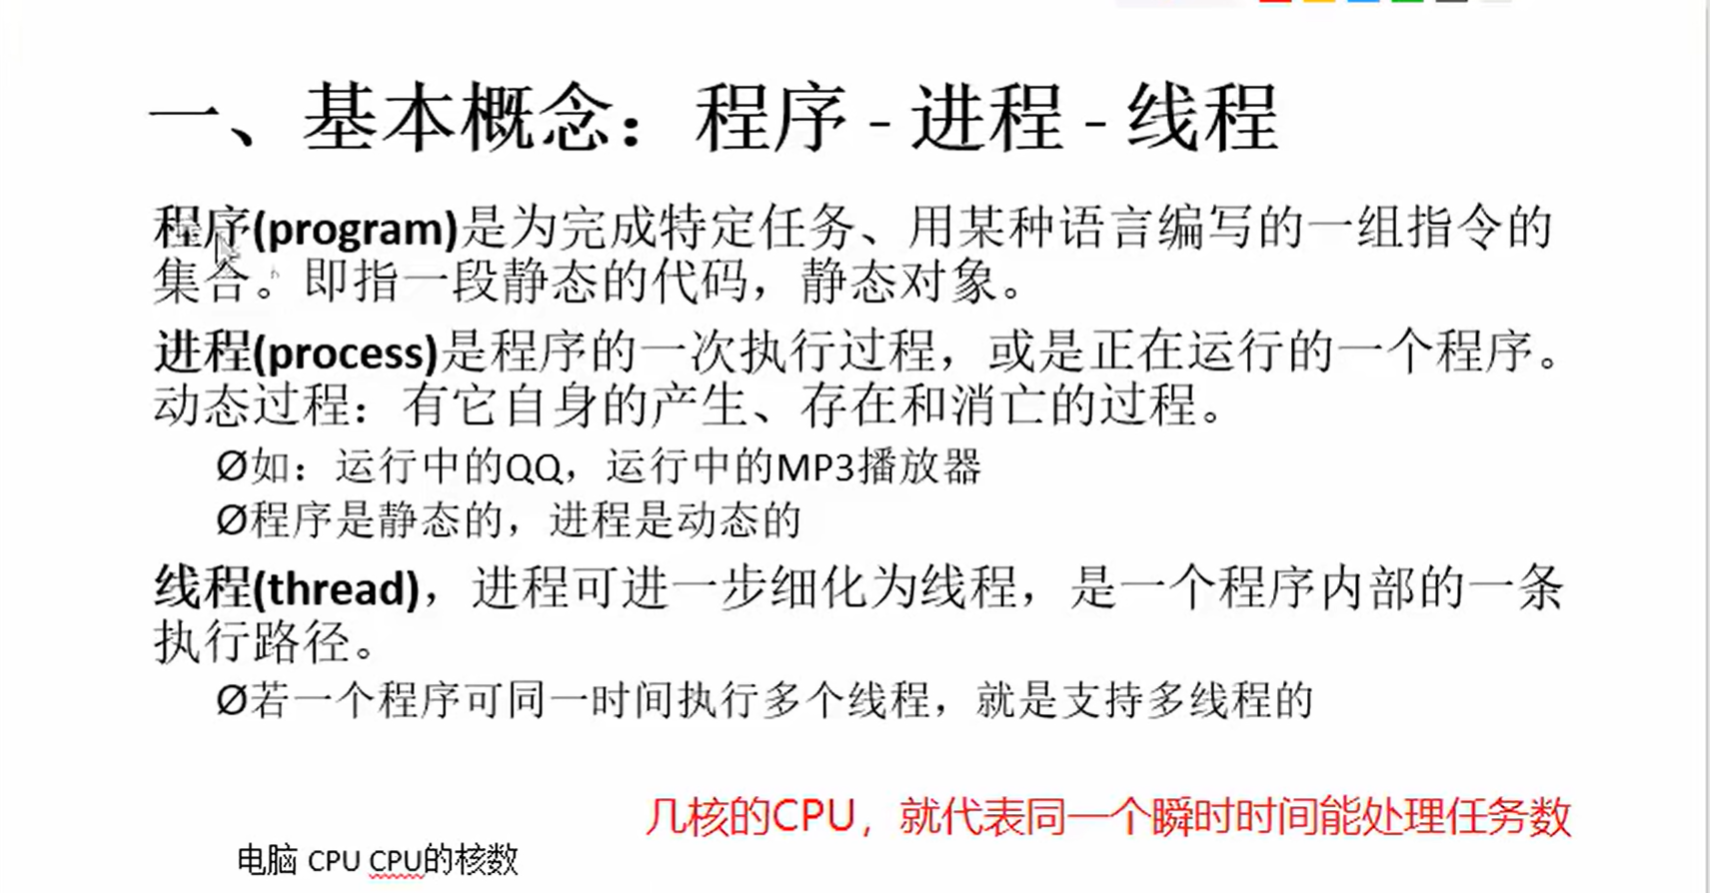 一、基本概念：程序 - 进程 - 线程
程序(program)是为完成特定任务、用某种语言编写的一组指令的
集合。即指一段静态的代码，静态对象。
进程(process)是程序的一次执行过程，或是正在运行的一个程序。
动态过程：有它自身的产生、存在和消亡的过程。
Ø如：运行中的QQ，运行中的MP3播放器
Ø程序是静态的，进程是动态的
线程(thread)，进程可进一步细化为线程，是一个程序内部的一条
执行路径。
Ø若一个程序可同一时间执行多个线程，就是支持多线程的
几核的CPU，就代表同一个瞬时时间能处理任务数
电脑 CPU CPU的核数